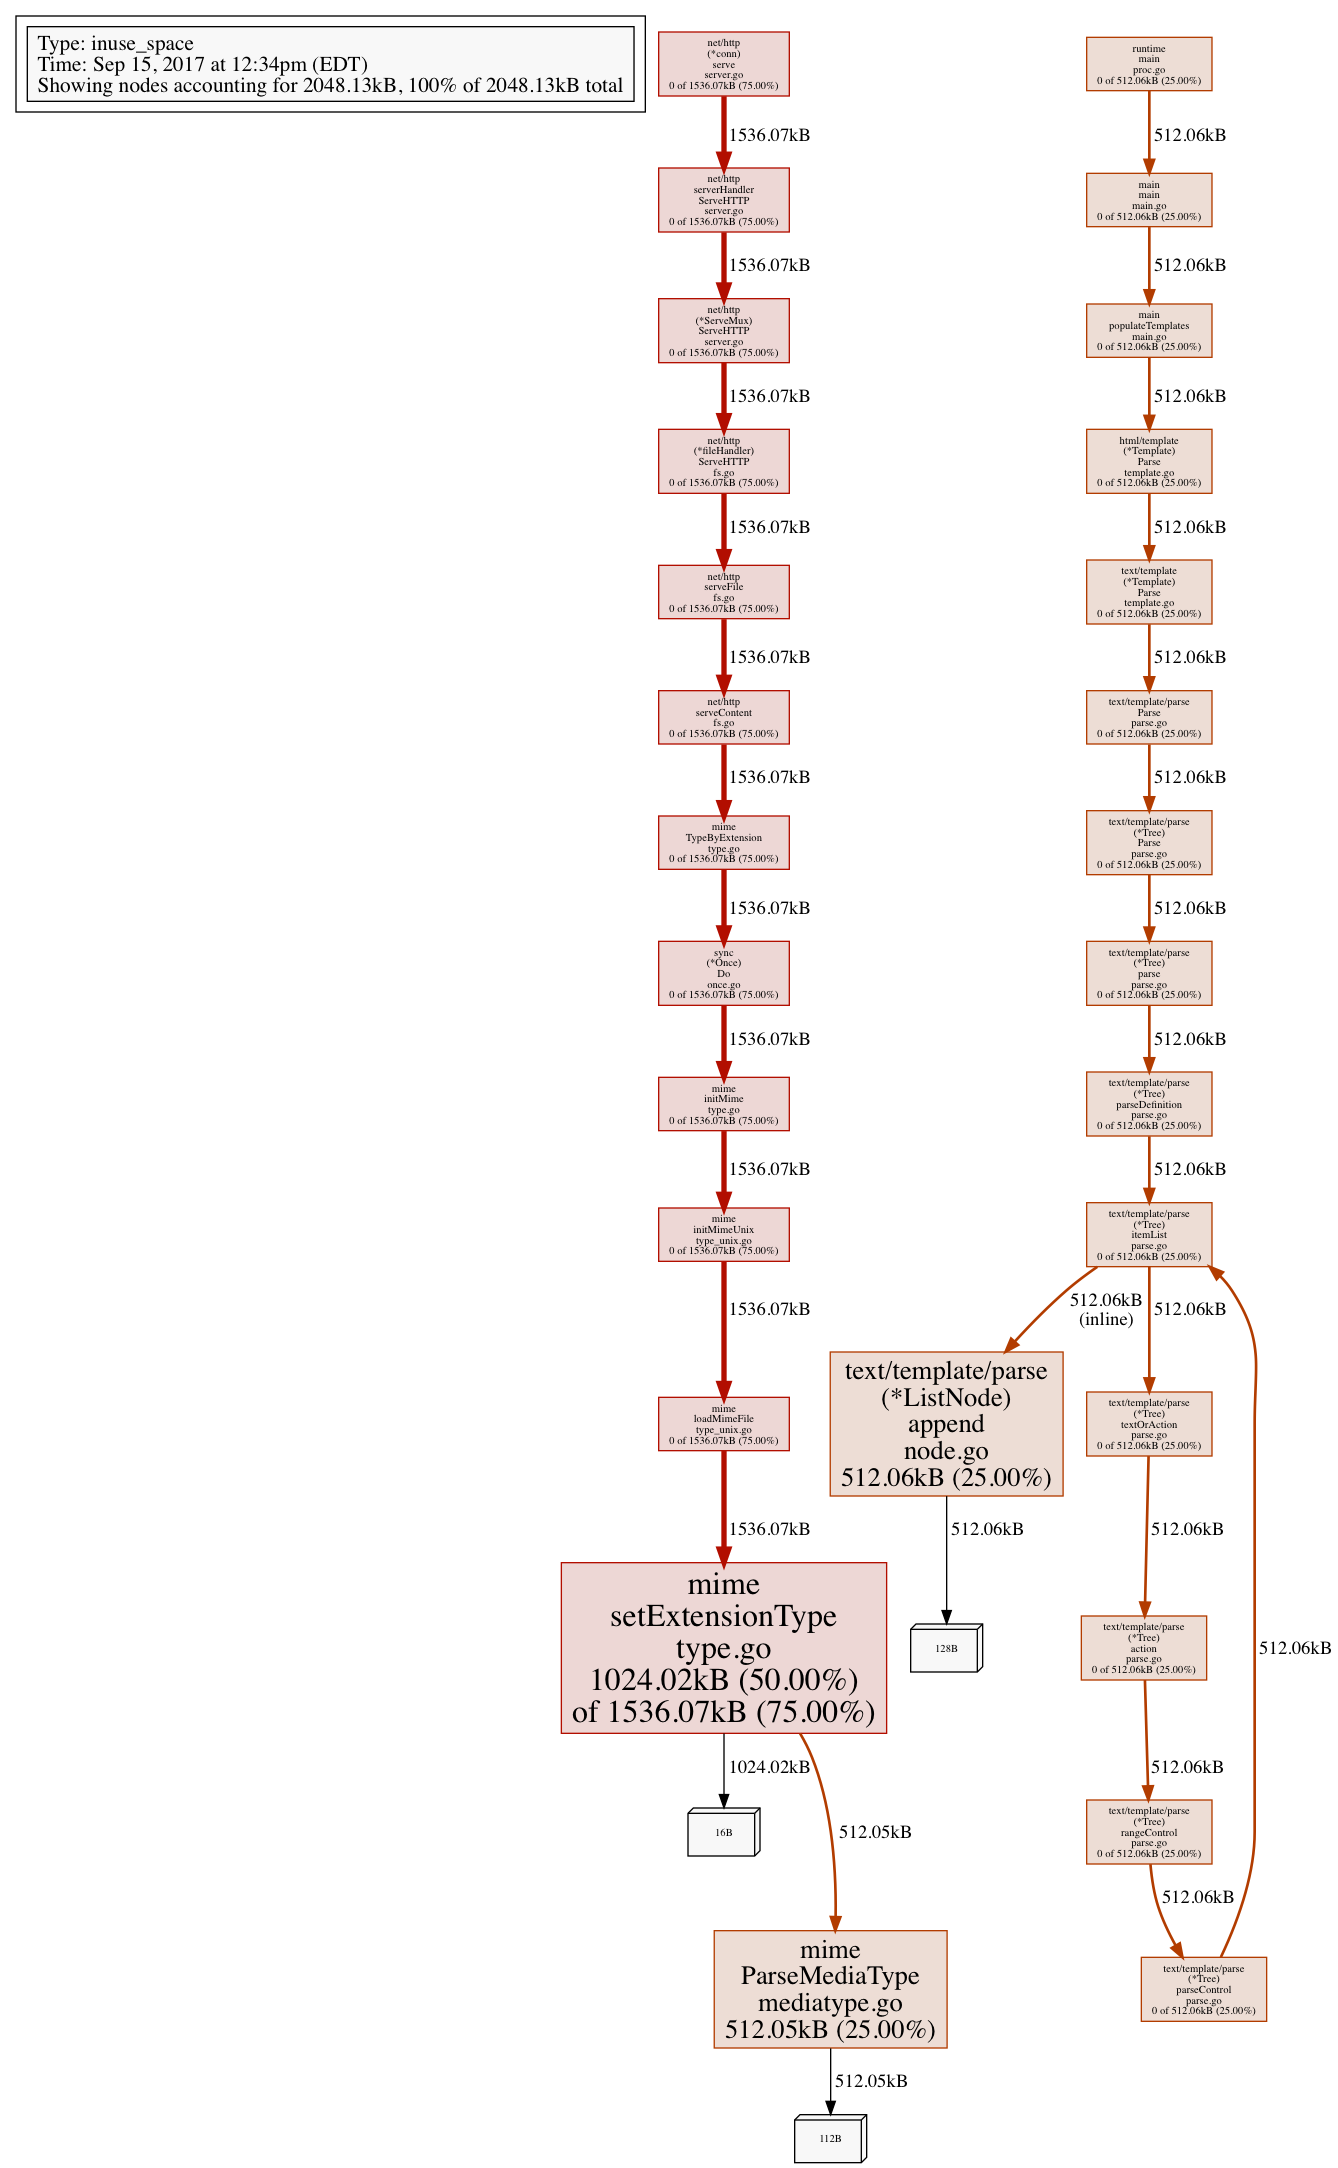 Type: inuse_space
Time: Sep 15, 2017 at 12:34pm (EDT)
Showing nodes accounting for 2048.13kB, 100% of 2048.13kB total
net/http
(*conn)
serve
server.go
0 of 1536.07kB (75.00%)
1536.07kB
net/http
serverHandler
ServeHTTP
server.go
0 of 1536.07kB (75.00%)
1536.07kB
net/http
(*ServeMux)
ServeHTTP
server.go
0 of 1536.07kB (75.00%)
1536.07kB
net/http
(*fileHandler)
ServeHTTP
fs.go
0 of 1536.07kB (75.00%)
1536.07kB
net/http
serveFile
fs.go
0 of 1536.07kB (75.00%)
1536.07kB
net/http
serveContent
fs.go
0 of 1536.07kB (75.00%)
1536.07kB
mime
TypeByExtension
type.go
0 of 1536.07kB (75.00%)
1536.07kB
sync
(*Once)
Do
once.go
0 of 1536.07kB (75.00%)
1536.07kB
mime
initMime
type.go
0 of 1536.07kB (75.00%)
1536.07kB
mime
initMimeUnix
type_unix.go
0 of 1536.07kB (75.00%)
1536.07kB
mime
loadMimeFile
type_unix.go
0 of 1536.07kB (75.00%)
1536.07kB
mime
setExtensionType
type.go
1024.02kB (50.00%)
of 1536.07kB (75.00%)
1024.02kB
16B
512.05kB
mime
ParseMediaType
mediatype.go
512.05kB (25.00%)
512.05kB
112B
runtime
main
proc.go
0 of 512.06kB (25.00%)
512.06kB
main
main
main.go
0 of 512.06kB (25.00%)
512.06kB
main
populateTemplates
main.go
0 of 512.06kB (25.00%)
512.06kB
html/template
(*Template)
Parse
template.go
0 of 512.06kB (25.00%)
512.06kB
text/template
(*Template)
Parse
template.go
0 of 512.06kB (25.00%)
512.06kB
text/template/parse
Parse
parse.go
0 of 512.06kB (25.00%)
512.06kB
text/template/parse
(*Tree)
Parse
parse.go
0 of 512.06kB (25.00%)
512.06kB
text/template/parse
(*Tree)
parse
parse.go
0 of 512.06kB (25.00%)
512.06kB
text/template/parse
(*Tree)
parseDefinition
parse.go
0 of 512.06kB (25.00%)
512.06kB
text/template/parse
(*Tree)
itemList
parse.go
0 of 512.06kB (25.00%)
512.06kB
(inline)
text/template/parse
(*ListNode)
append
node.go
512.06kB (25.00%)
512.06kB
128B
512.06kB
text/template/parse
(*Tree)
textOrAction
parse.go
0 of 512.06kB (25.00%)
512.06kB
text/template/parse
(*Tree)
action
parse.go
0 of 512.06kB (25.00%)
512.06kB
text/template/parse
(*Tree)
rangeControl
parse.go
0 of 512.06kB (25.00%)
512.06kB
text/template/parse
(*Tree)
parseControl
parse.go
0 of 512.06kB (25.00%)
512.06kB